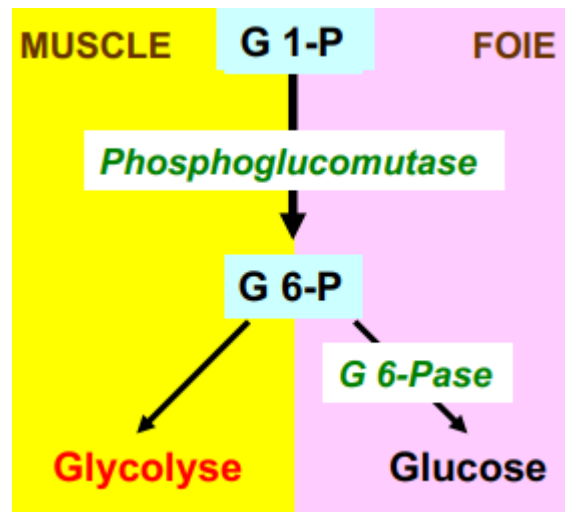 MUSCLE
G 1-P
FOIE
Phosphoglucomutase
G 6-P
G 6-Pase
Glycolyse
Glucose